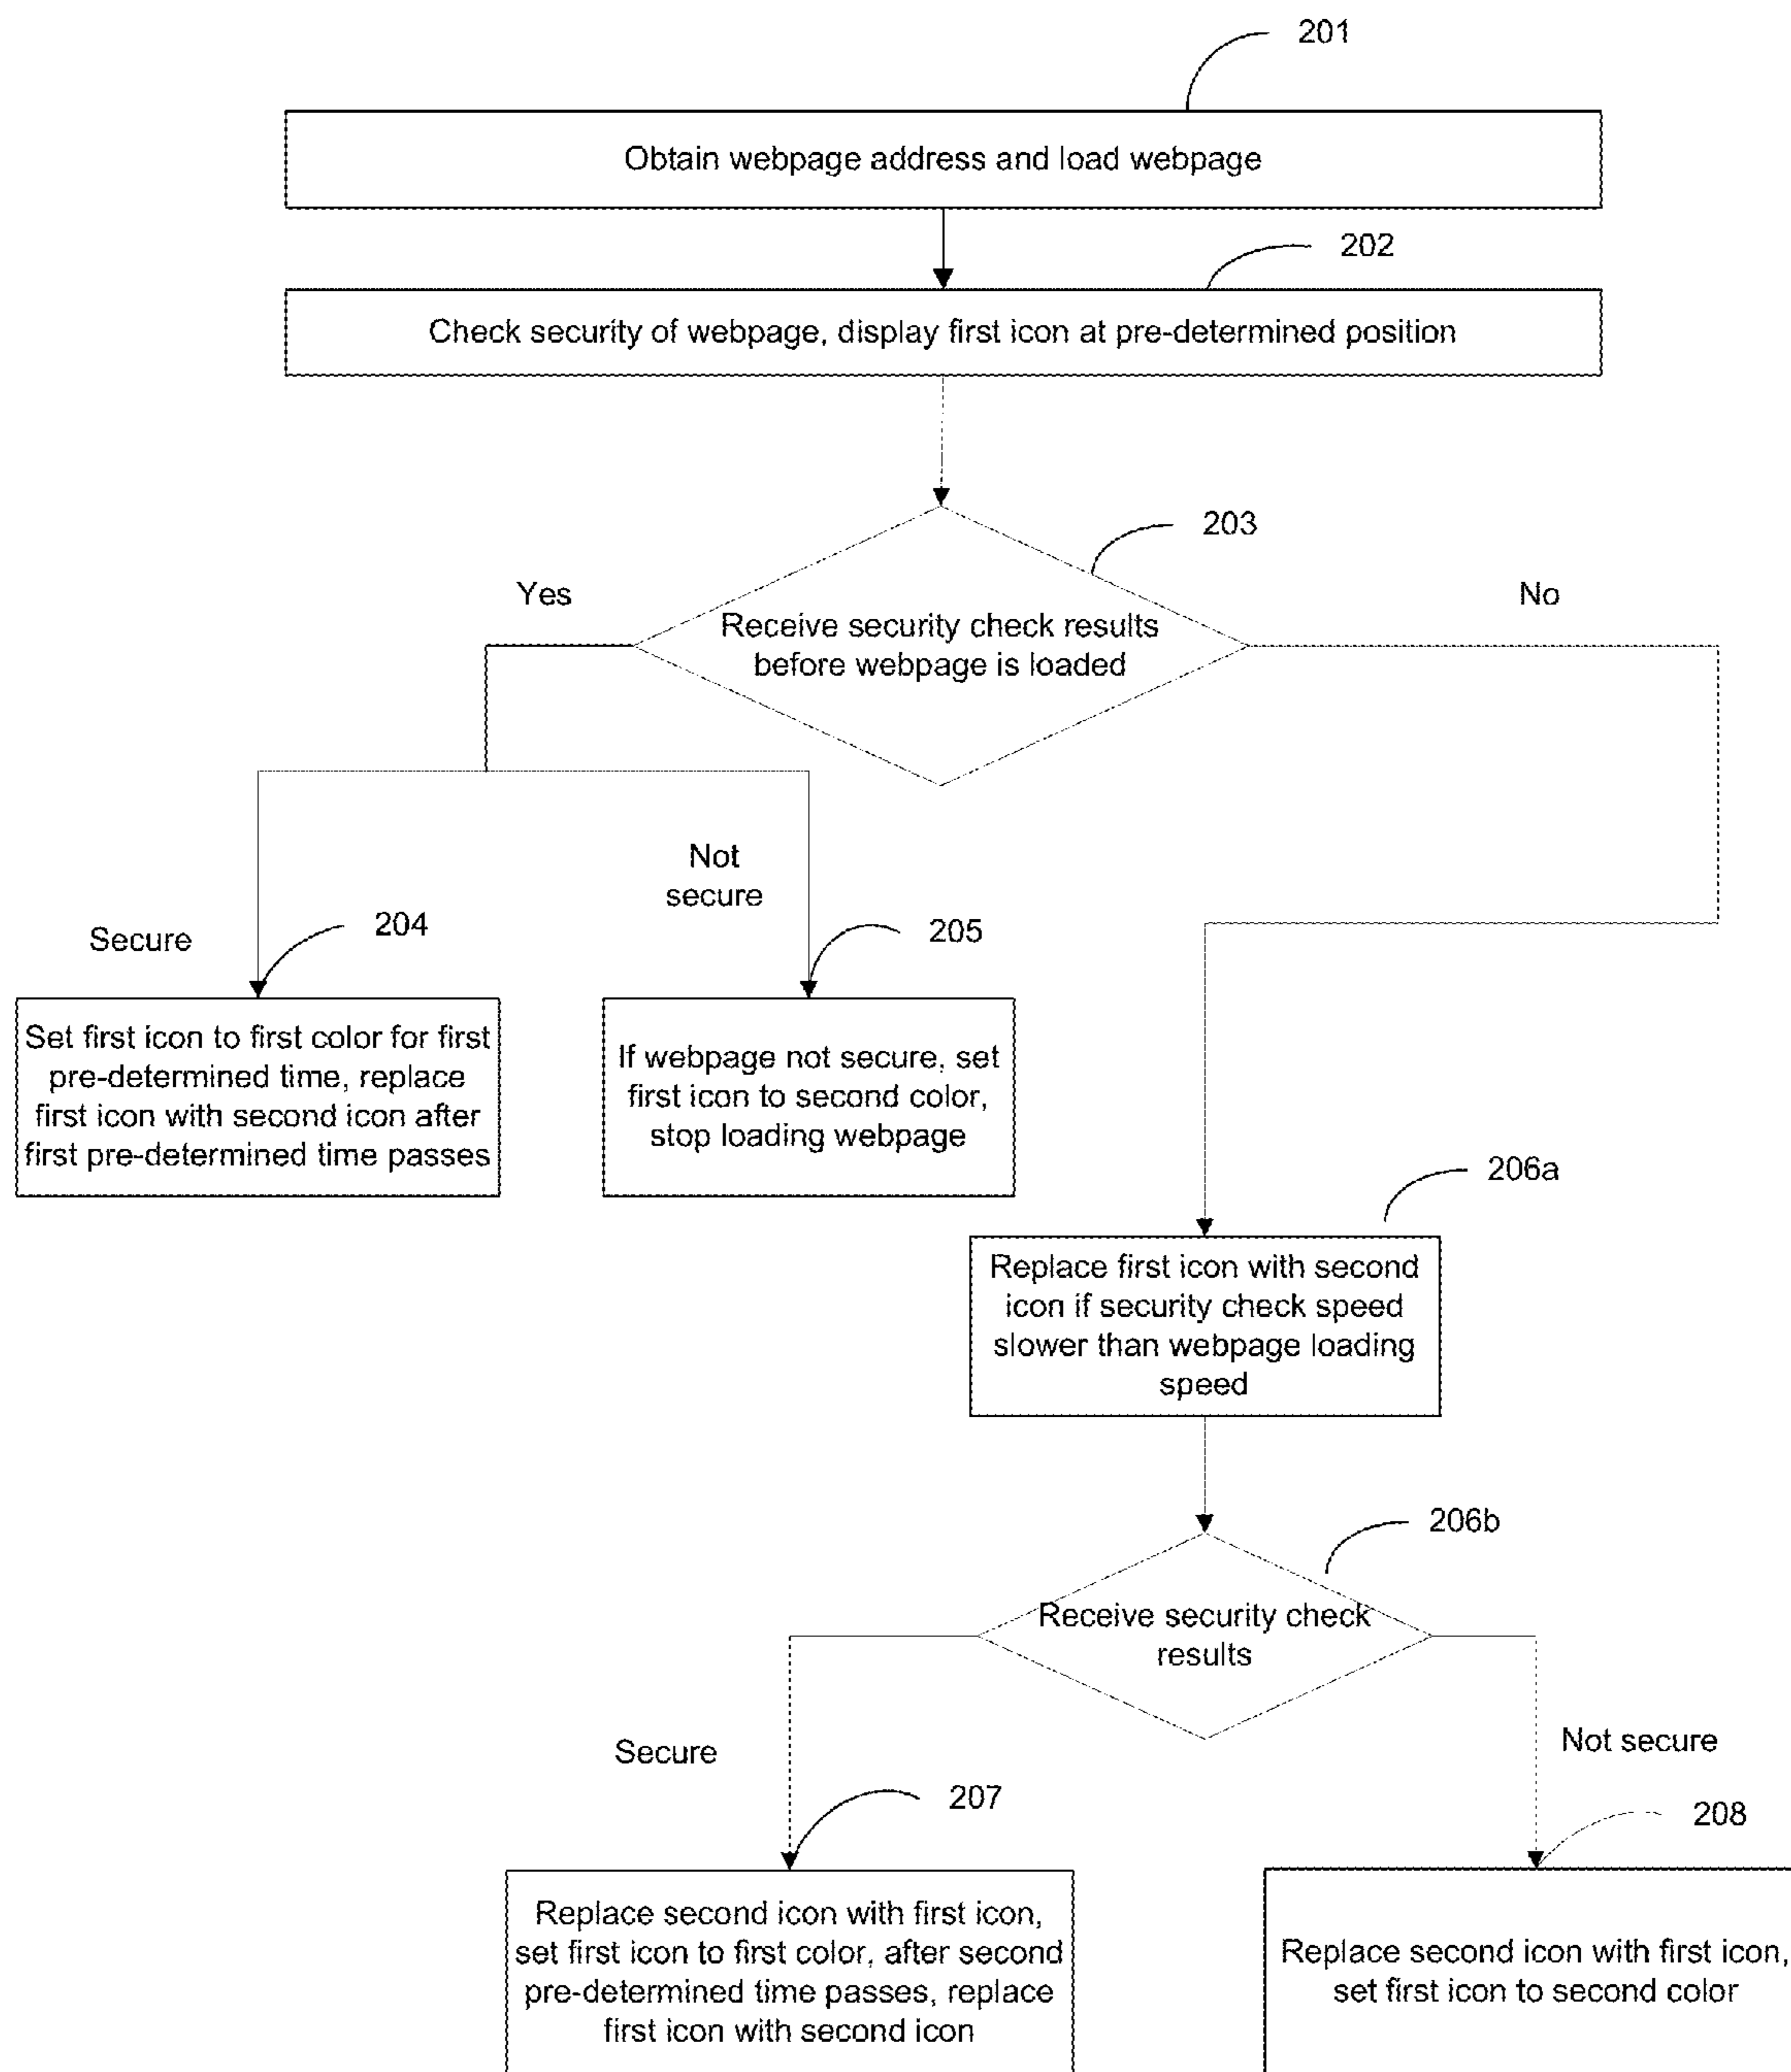 201
Obtain webpage address and load webpage
202
Check security of webpage, display first icon at pre-determined position
203
Yes
No
Receive security check results
before webpage is loaded
Not
secure
Secure
204
205
Set first icon to first color for first
pre-determined time, replace
first icon with second icon after
first pre-determined time passes
If webpage not secure, set
first icon to second color,
stop loading webpage
206a
Replace first icon with second
icon if security check speed
slower than webpage loading
speed
206b
Receive security check
results
Secure
Not secure
207
208
Replace second icon with first icon,
set first icon to first color, after second
pre-determined time passes, replace
first icon with second icon
Replace second icon with first icon,
set first icon to second color